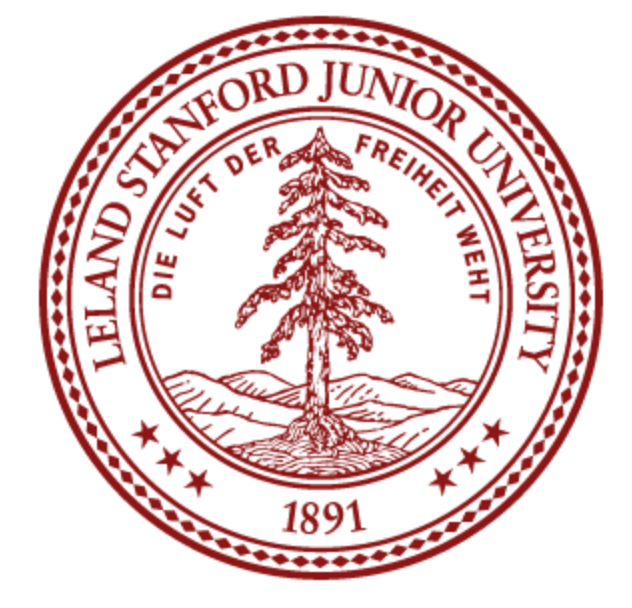 LELAND STANFORD JUNIOR UNIVERSITY
DIE LUFT DER FREIHEIT WEHT
1891